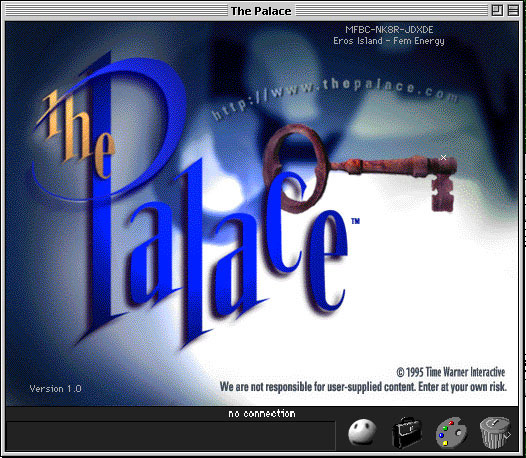 The Palace
MFBC-NK8R-JDXDE
Eros Island - Fem Energy
http://www.thepalace.com
the
Palace™
© 1995 Time Warner Interactive
Version 1.0
We are not responsible for user-supplied content. Enter at your own risk.
no connection